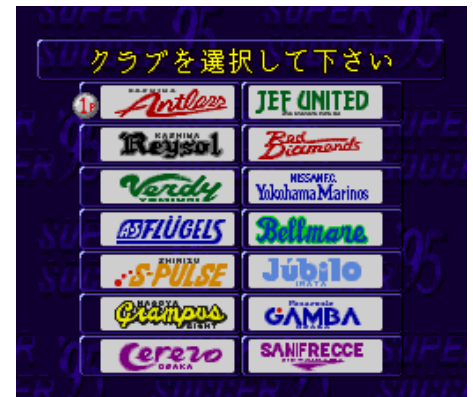 クラブを選択して下さい
1P
KASHIMA
Antlers
JEF UNITED
KASHIWA
Reysol
Red
Diamonds
Verdy
YOMIURI
NISSAN F.C.
Yokohama Marinos
AS FLÜGELS
Bellmare
SHIMIZU
S-PULSE
Júbilo
IWATA
NAGOYA
Grampus
EIGHT
Panasonic
GAMBA
OSAKA
Cerezo
OSAKA
SANFRECCE